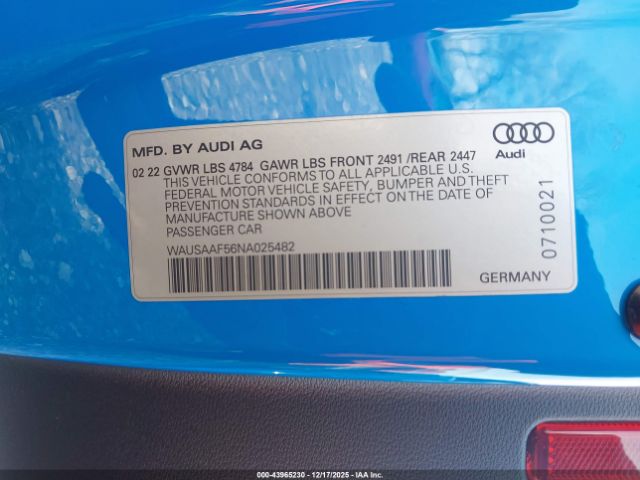 MFD. BY AUDI AG
02 22 GVWR LBS 4784 GAWR LBS FRONT 2491 /REAR 2447
THIS VEHICLE CONFORMS TO ALL APPLICABLE U.S.
FEDERAL MOTOR VEHICLE SAFETY, BUMPER AND THEFT
PREVENTION STANDARDS IN EFFECT ON THE DATE OF
MANUFACTURE SHOWN ABOVE
PASSENGER CAR
WAUSAAF56NA025482
Audi
0710021
GERMANY
000-43965230 - 12/17/2025 - IAAI.COM